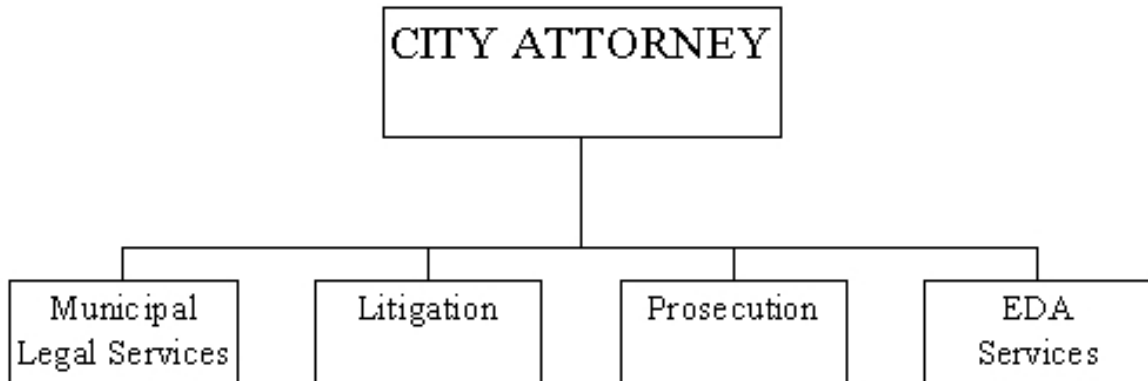 CITY ATTORNEY
Municipal
Legal Services
Litigation
Prosecution
EDA
Services